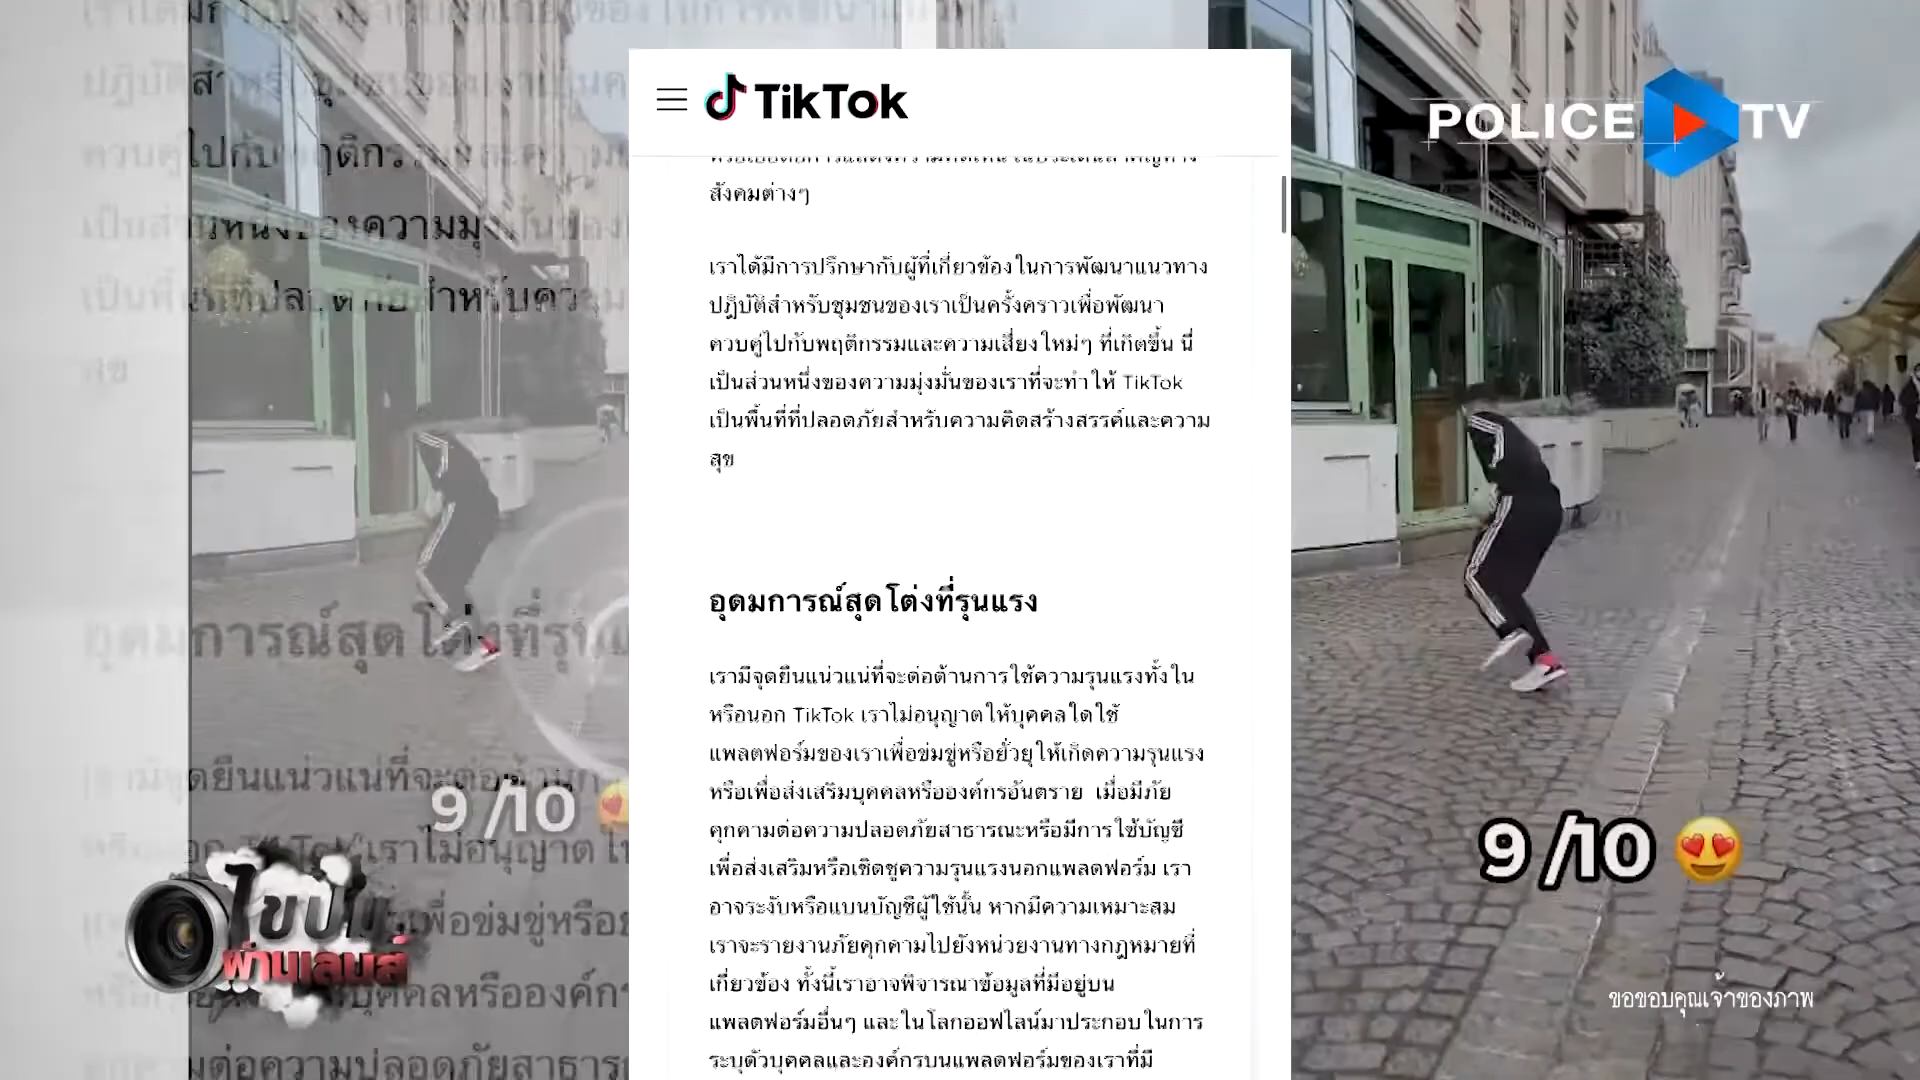 TikTok
POLICE TV
สังคมต่างๆ
เราได้มีการปรึกษากับผู้ที่เกี่ยวข้องในการพัฒนาแนวทาง
ปฏิบัติสำหรับชุมชนของเราเป็นครั้งคราวเพื่อพัฒนา
ควบคู่ไปกับพฤติกรรมและความเสี่ยงใหม่ๆ ที่เกิดขึ้น นี่
เป็นส่วนหนึ่งของความมุ่งมั่นของเราที่จะทำให้ TikTok
เป็นพื้นที่ที่ปลอดภัยสำหรับความคิดสร้างสรรค์และความ
สุข
อุดมการณ์สุดโต่งที่รุนแรง
เรามีจุดยืนแน่วแน่ที่จะต่อต้านการใช้ความรุนแรงทั้งใน
หรือนอก TikTok เราไม่อนุญาตให้บุคคลใดใช้
แพลตฟอร์มของเราเพื่อข่มขู่หรือยั่วยุให้เกิดความรุนแรง
หรือเพื่อส่งเสริมบุคคลหรือองค์กรอันตราย เมื่อมีภัย
คุกคามต่อความปลอดภัยสาธารณะหรือมีการใช้บัญชี
เพื่อส่งเสริมหรือเชิดชูความรุนแรงนอกแพลตฟอร์ม เรา
อาจระงับหรือแบนบัญชีผู้ใช้นั้น หากมีความเหมาะสม
เราจะรายงานภัยคุกคามไปยังหน่วยงานทางกฎหมายที่
เกี่ยวข้อง ทั้งนี้เราอาจพิจารณาข้อมูลที่มีอยู่บน
แพลตฟอร์มอื่นๆ และในโลกออฟไลน์มาประกอบในการ
ระบุตัวบุคคลและองค์กรบนแพลตฟอร์มของเราที่มี
9/10
9/10
ผ่านเลนส์
ขอขอบคุณเจ้าของภาพ